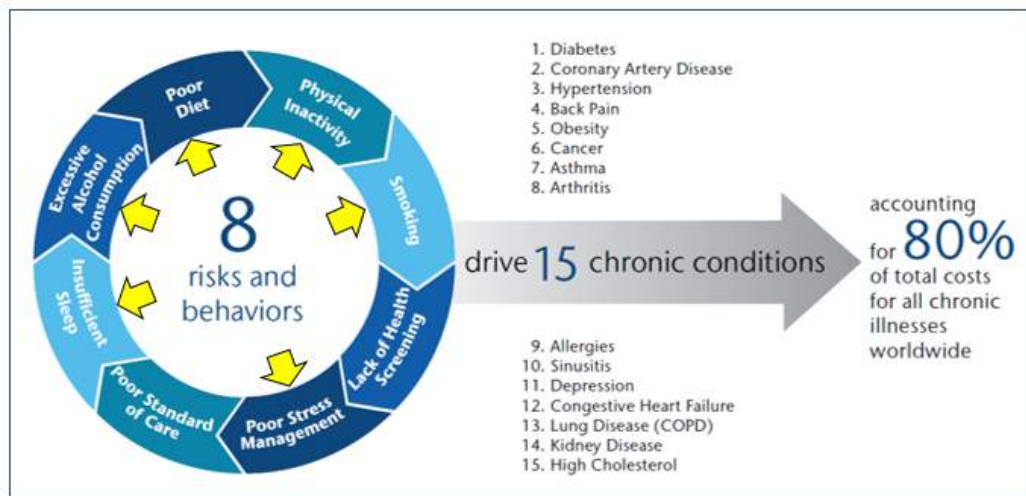 Poor
Diet
Physical
Inactivity
Smoking
Lack of Health
Screening
Poor Stress
Management
Poor Standard
of Care
Insufficient
Sleep
Excessive
Alcohol
Consumption
8
risks and
behaviors
1. Diabetes
2. Coronary Artery Disease
3. Hypertension
4. Back Pain
5. Obesity
6. Cancer
7. Asthma
8. Arthritis
drive 15 chronic conditions
9. Allergies
10. Sinusitis
11. Depression
12. Congestive Heart Failure
13. Lung Disease (COPD)
14. Kidney Disease
15. High Cholesterol
accounting
for 80%
of total costs
for all chronic
illnesses
worldwide